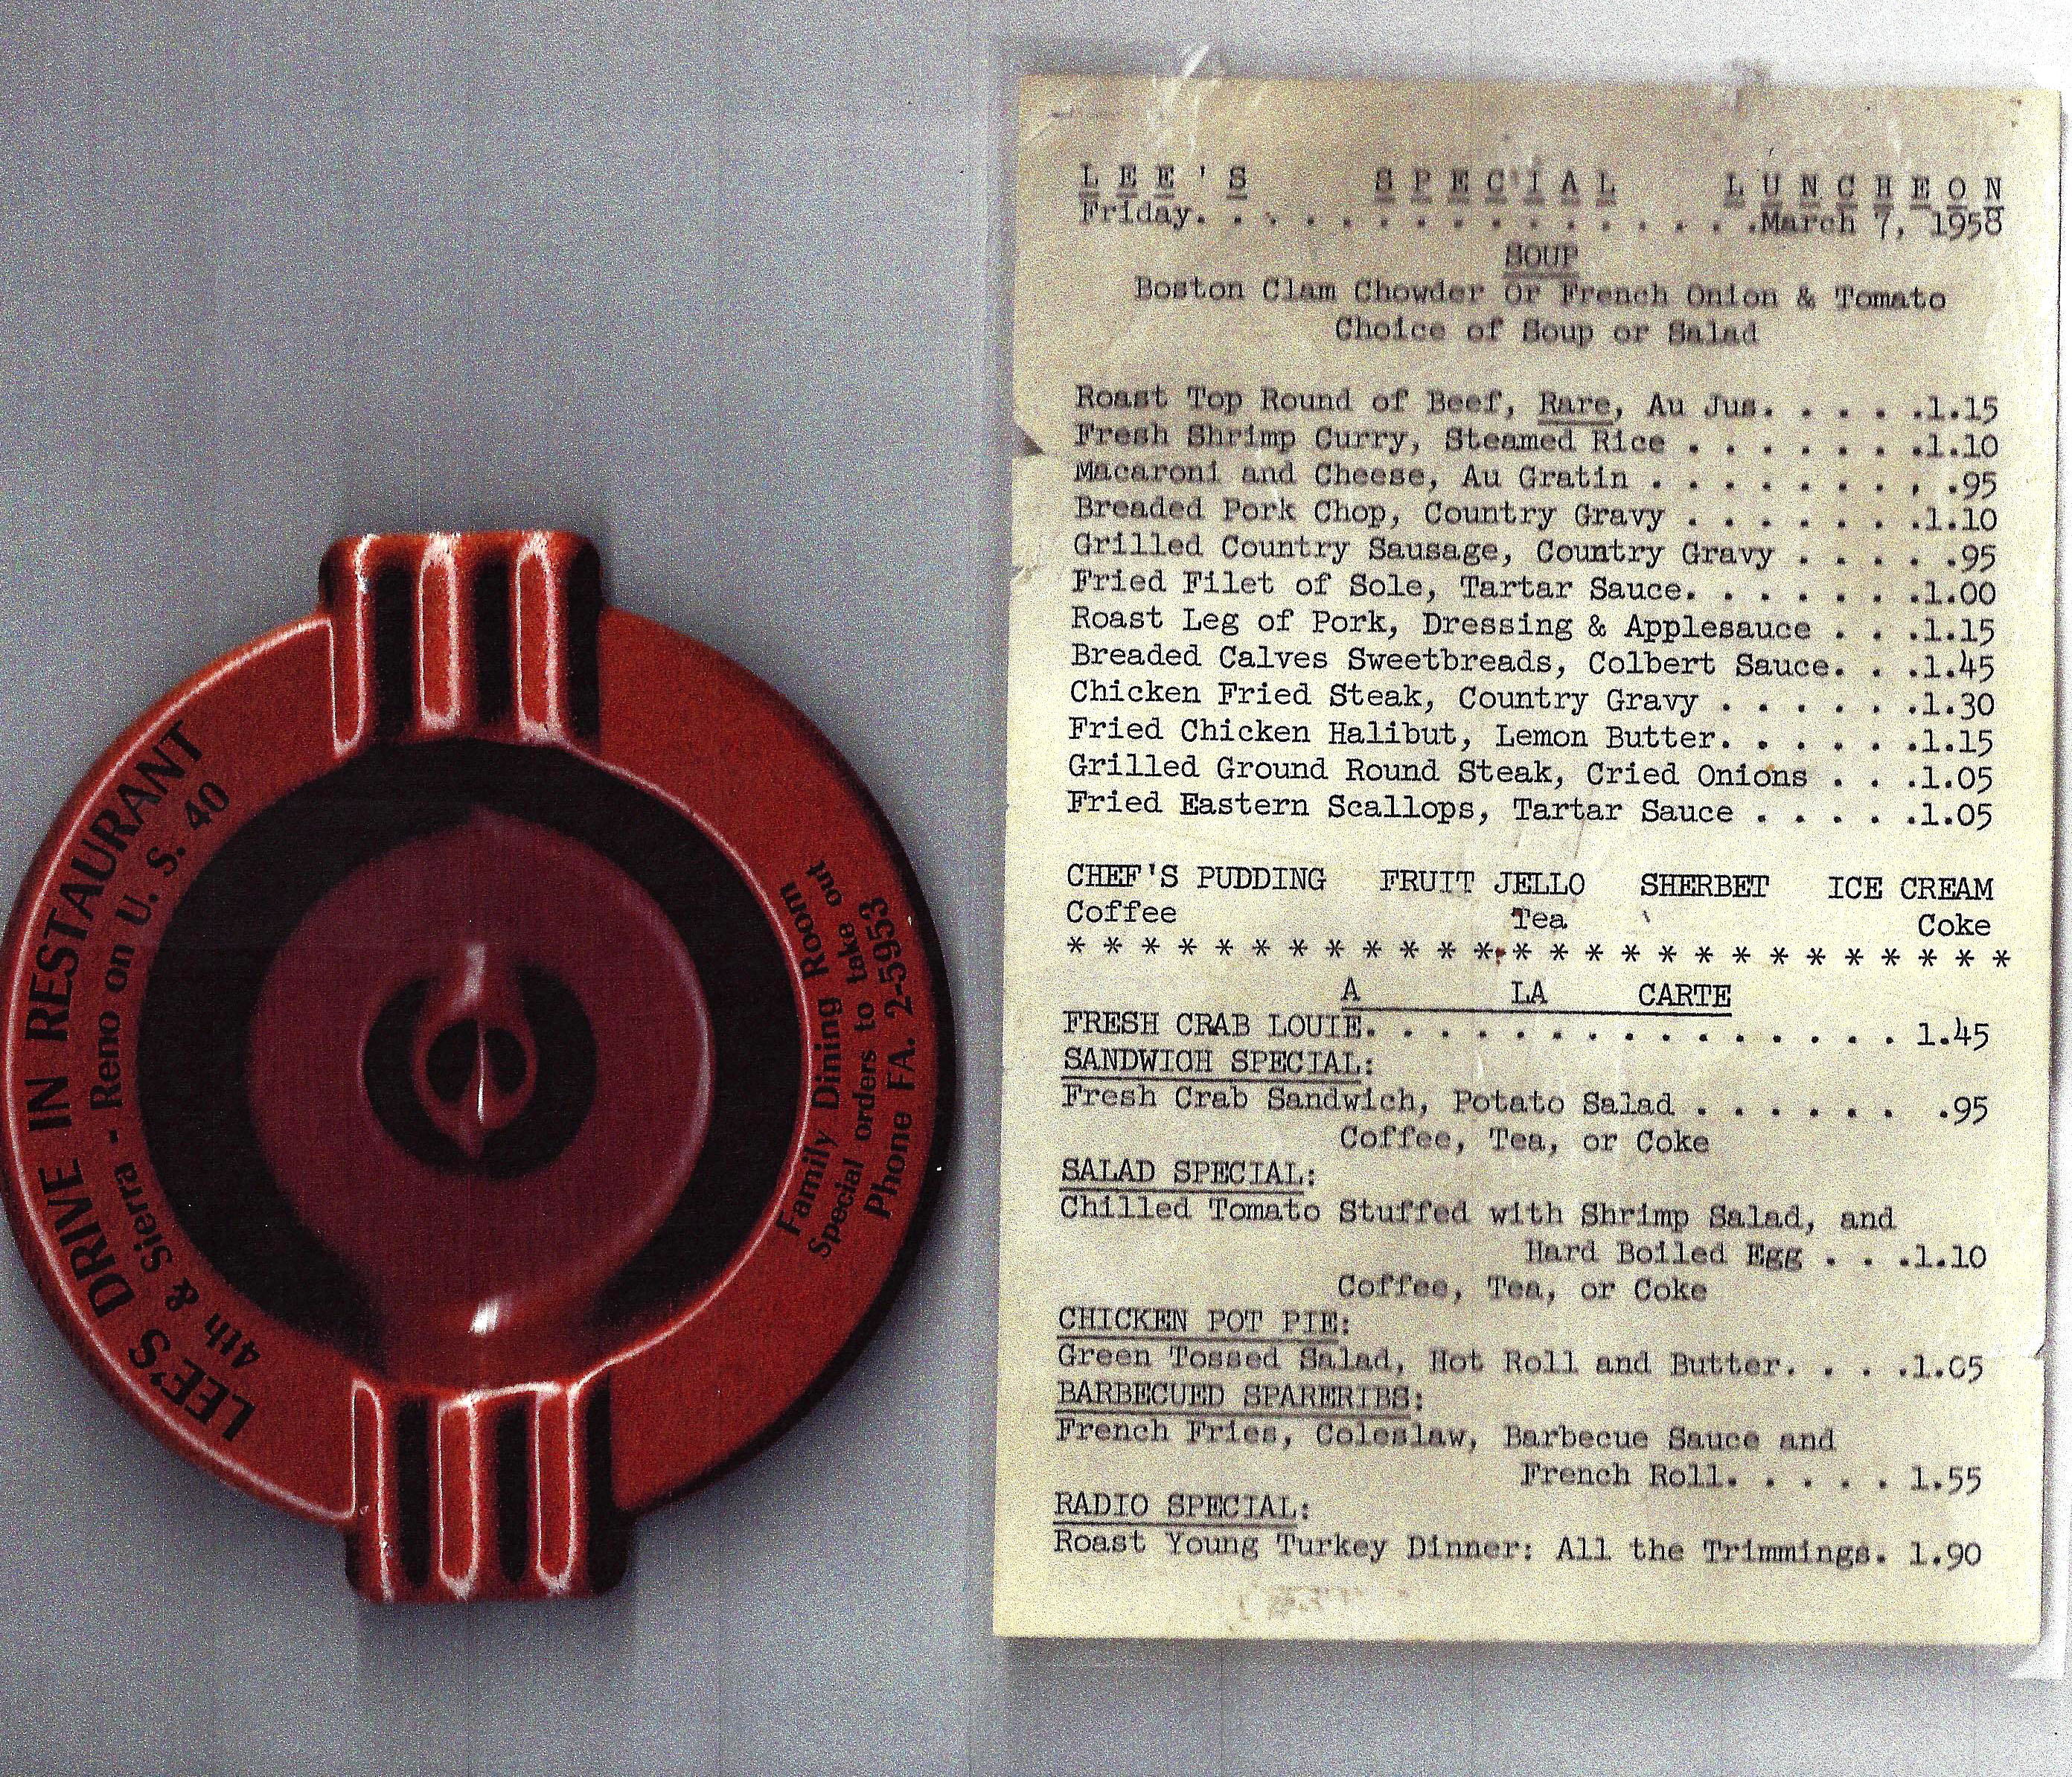 LEE'S DRIVE IN RESTAURANT
4th & Sierra - Reno on U. S. 40
Family Dining Room
Special orders to take out
Phone FA. 2-5953
LEE'S SPECIAL LUNCHEON
Friday. . . . . . . . . . . . . . . .March 7, 1958
SOUP
Boston Clam Chowder Or French Onion & Tomato
Choice of Soup or Salad
Roast Top Round of Beef, Rare, Au Jus. . . . .1.15
Fresh Shrimp Curry, Steamed Rice . . . . . . .1.10
Macaroni and Cheese, Au Gratin . . . . . . . . .95
Breaded Pork Chop, Country Gravy . . . . . . .1.10
Grilled Country Sausage, Country Gravy . . . . .95
Fried Filet of Sole, Tartar Sauce. . . . . . .1.00
Roast Leg of Pork, Dressing & Applesauce . . .1.15
Breaded Calves Sweetbreads, Colbert Sauce. . .1.45
Chicken Fried Steak, Country Gravy . . . . . .1.30
Fried Chicken Halibut, Lemon Butter. . . . . .1.15
Grilled Ground Round Steak, Cried Onions . . .1.05
Fried Eastern Scallops, Tartar Sauce . . . . .1.05
CHEF'S PUDDING FRUIT JELLO SHERBET ICE CREAM
Coffee Tea Coke
* * * * * * * * * * * * * * * * * * * * * * * * * *
A LA CARTE
FRESH CRAB LOUIE. . . . . . . . . . . . . . . 1.45
SANDWICH SPECIAL:
Fresh Crab Sandwich, Potato Salad . . . . . . .95
Coffee, Tea, or Coke
SALAD SPECIAL:
Chilled Tomato Stuffed with Shrimp Salad, and
Hard Boiled Egg . . .1.10
Coffee, Tea, or Coke
CHICKEN POT PIE:
Green Tossed Salad, Hot Roll and Butter. . . .1.05
BARBECUED SPARERIBS:
French Fries, Coleslaw, Barbecue Sauce and
French Roll. . . . . 1.55
RADIO SPECIAL:
Roast Young Turkey Dinner: All the Trimmings. 1.90